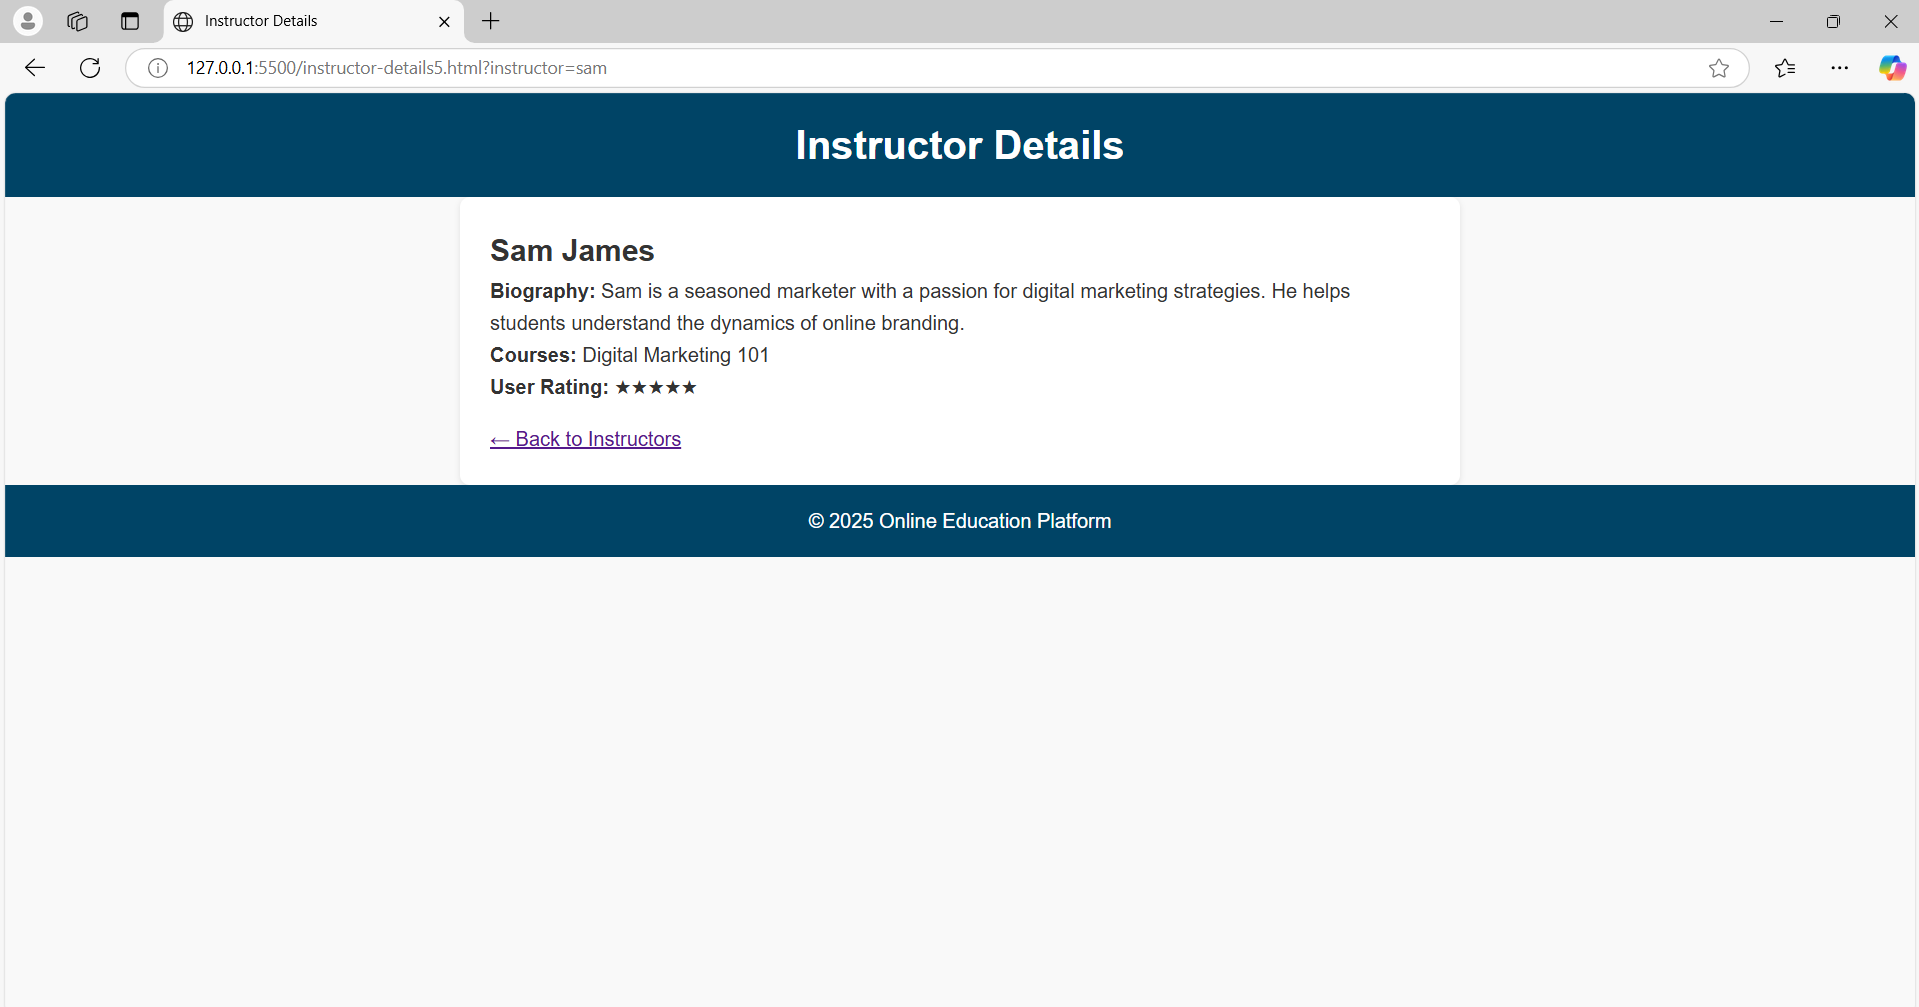 Instructor Details
127.0.0.1:5500/instructor-details5.html?instructor=sam
Instructor Details
Sam James
Biography: Sam is a seasoned marketer with a passion for digital marketing strategies. He helps
students understand the dynamics of online branding.
Courses: Digital Marketing 101
User Rating: ★★★★★
← Back to Instructors
© 2025 Online Education Platform